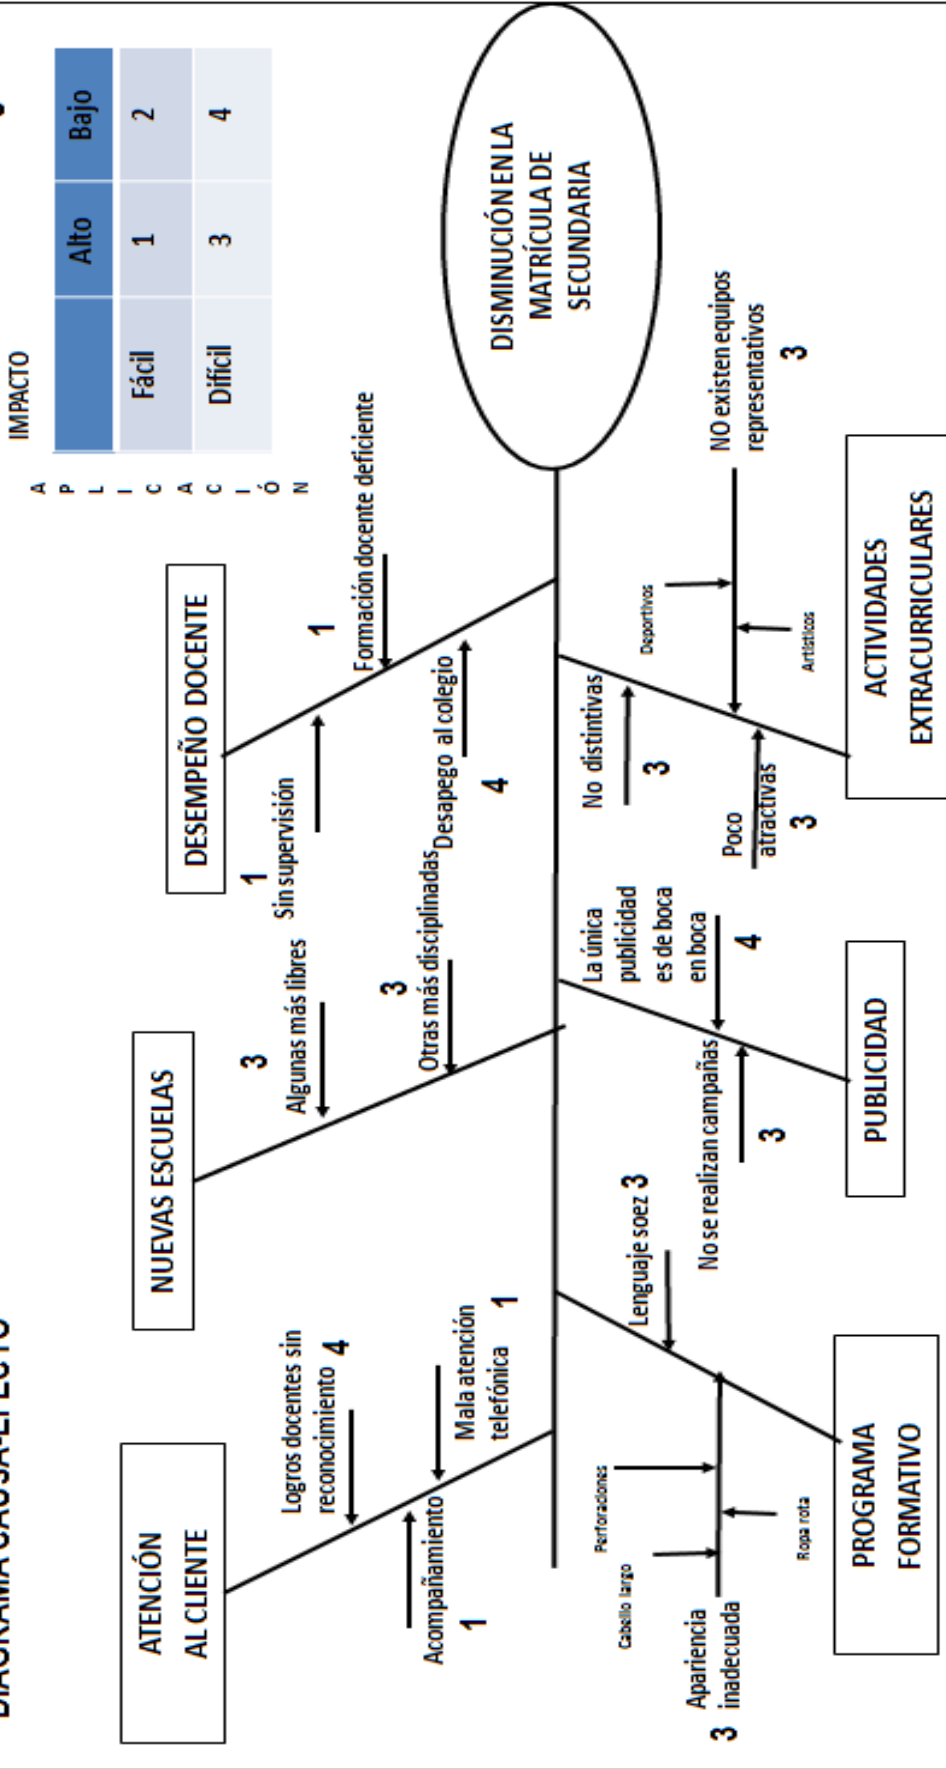 DIAGRAMA CAUSA-EFECTO
IMPACTO
A
P
L
I
C
A
C
I
Ó
N
Alto Bajo
Fácil 1 2
Difícil 3 4
ATENCIÓN
AL CLIENTE
NUEVAS ESCUELAS
DESEMPEÑO DOCENTE
Logros docentes sin
reconocimiento 4
Acompañamiento
1
Mala atención
telefónica 1
3
Algunas más libres
3
Otras más disciplinadas
1
Sin supervisión
1
Formación docente deficiente
Desapego al colegio
4
DISMINUCIÓN EN LA
MATRÍCULA DE
SECUNDARIA
Lenguaje soez 3
Perforaciones
Cabello largo
Ropa rota
Apariencia
inadecuada
3
La única
publicidad
es de boca
en boca
4
No se realizan campañas
3
No distintivas
3
Poco
atractivas
3
Deportivos
Artísticos
NO existen equipos
representativos
3
PROGRAMA
FORMATIVO
PUBLICIDAD
ACTIVIDADES
EXTRACURRICULARES